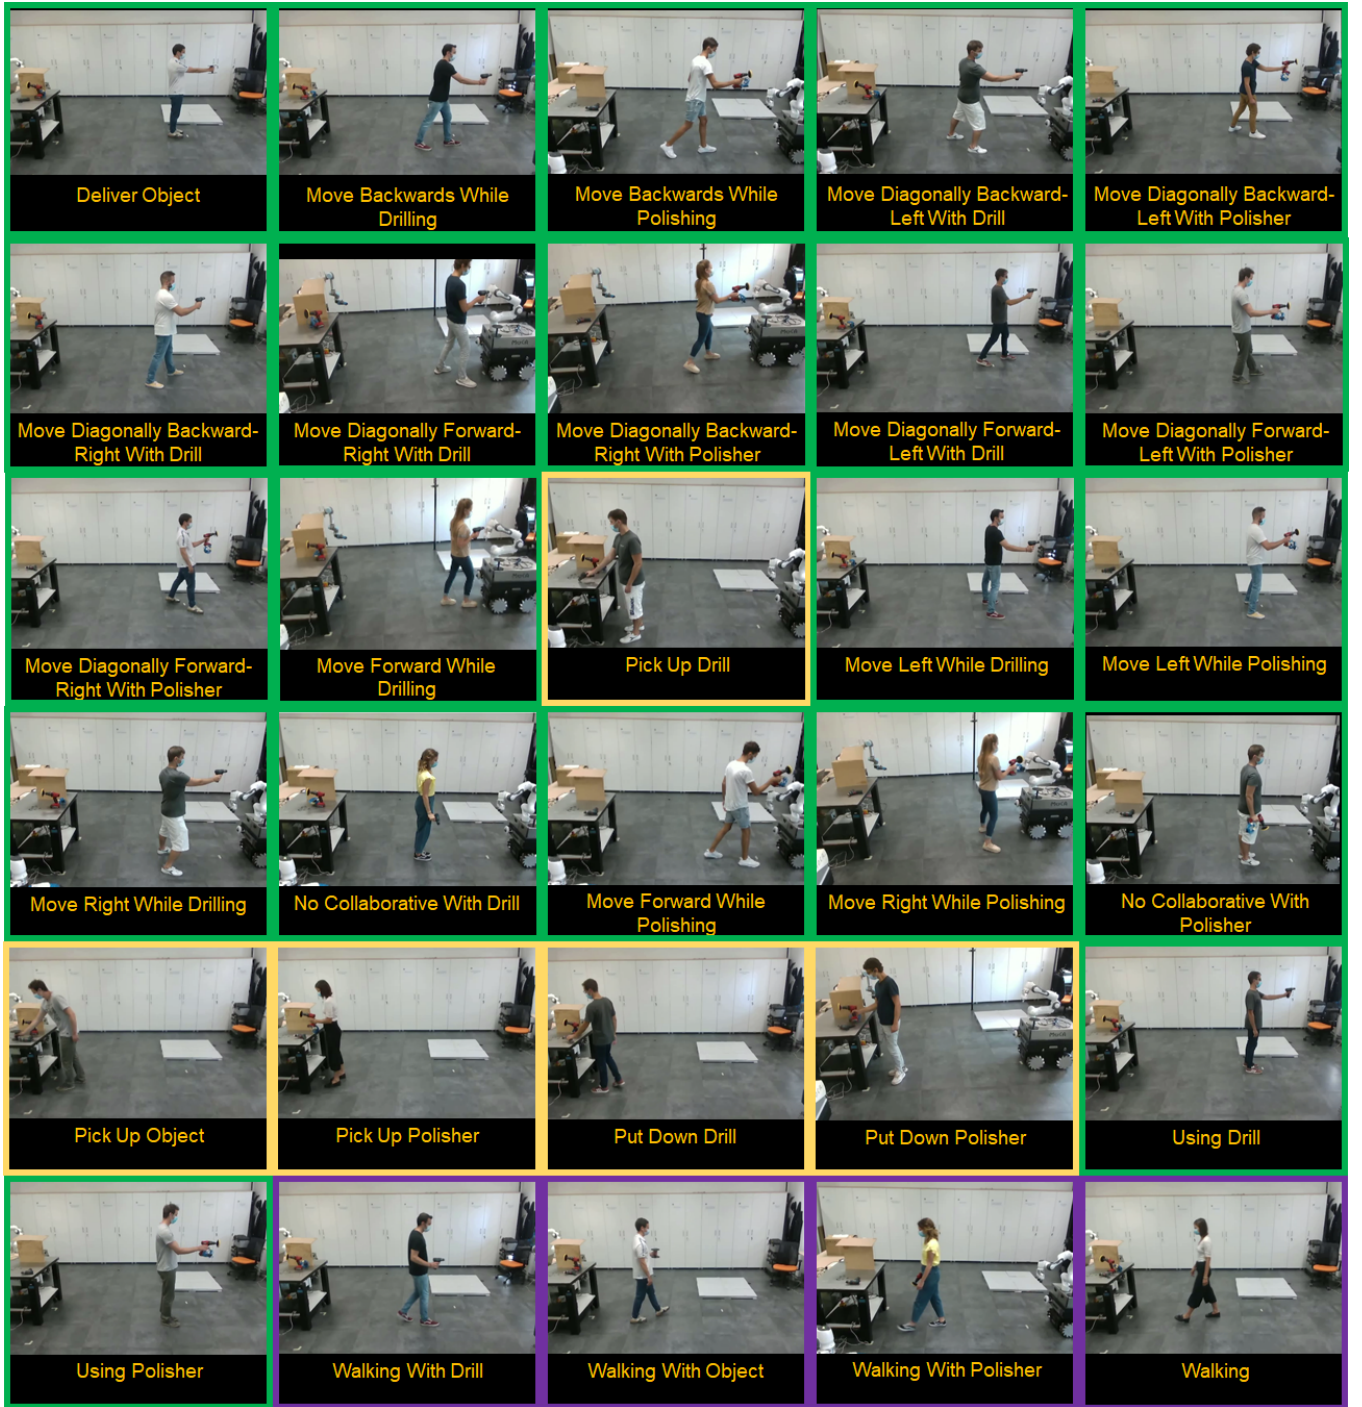 Deliver Object
Move Backwards While
Drilling
Move Backwards While
Polishing
Move Diagonally Backward-
Left With Drill
Move Diagonally Backward-
Left With Polisher
Move Diagonally Backward-
Right With Drill
Move Diagonally Forward-
Right With Drill
Move Diagonally Backward-
Right With Polisher
Move Diagonally Forward-
Left With Drill
Move Diagonally Forward-
Left With Polisher
Move Diagonally Forward-
Right With Polisher
Move Forward While
Drilling
Pick Up Drill
Move Left While Drilling
Move Left While Polishing
Move Right While Drilling
No Collaborative With Drill
Move Forward While
Polishing
Move Right While Polishing
No Collaborative With
Polisher
Pick Up Object
Pick Up Polisher
Put Down Drill
Put Down Polisher
Using Drill
Using Polisher
Walking With Drill
Walking With Object
Walking With Polisher
Walking